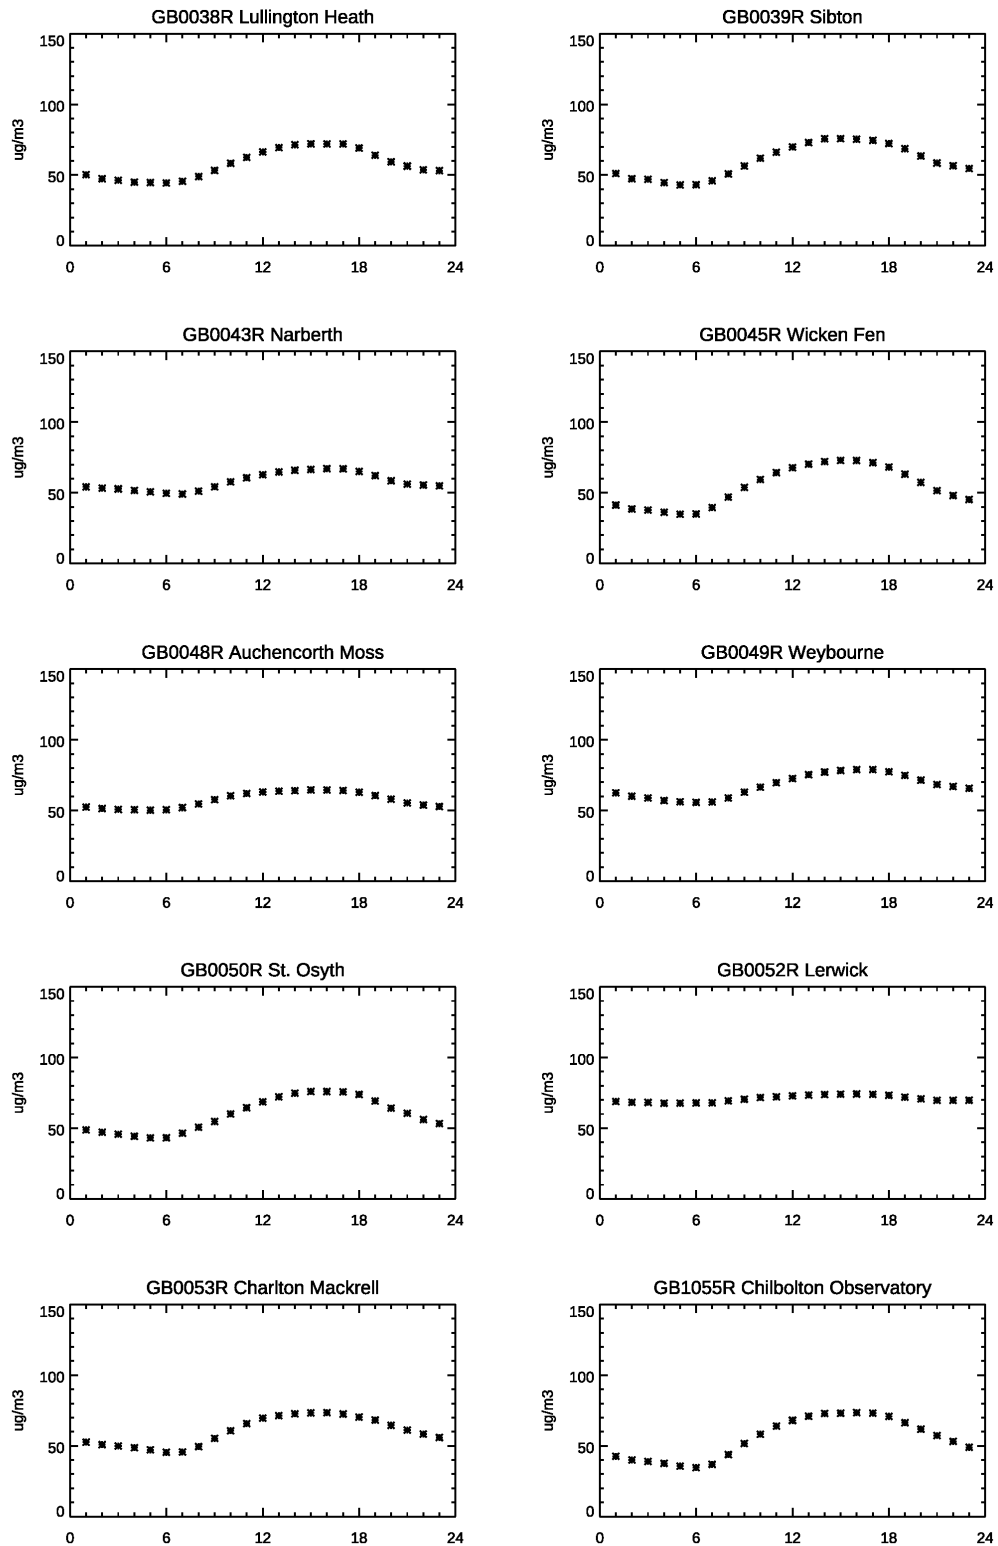 GB0038R Lullington Heath
GB0039R Sibton
150
100
50
0
ug/m3
0 6 12 18 24
150
100
50
0
ug/m3
0 6 12 18 24
GB0043R Narberth
GB0045R Wicken Fen
150
100
50
0
ug/m3
0 6 12 18 24
150
100
50
0
ug/m3
0 6 12 18 24
GB0048R Auchencorth Moss
GB0049R Weybourne
150
100
50
0
ug/m3
0 6 12 18 24
150
100
50
0
ug/m3
0 6 12 18 24
GB0050R St. Osyth
GB0052R Lerwick
150
100
50
0
ug/m3
0 6 12 18 24
150
100
50
0
ug/m3
0 6 12 18 24
GB0053R Charlton Mackrell
GB1055R Chilbolton Observatory
150
100
50
0
ug/m3
0 6 12 18 24
150
100
50
0
ug/m3
0 6 12 18 24